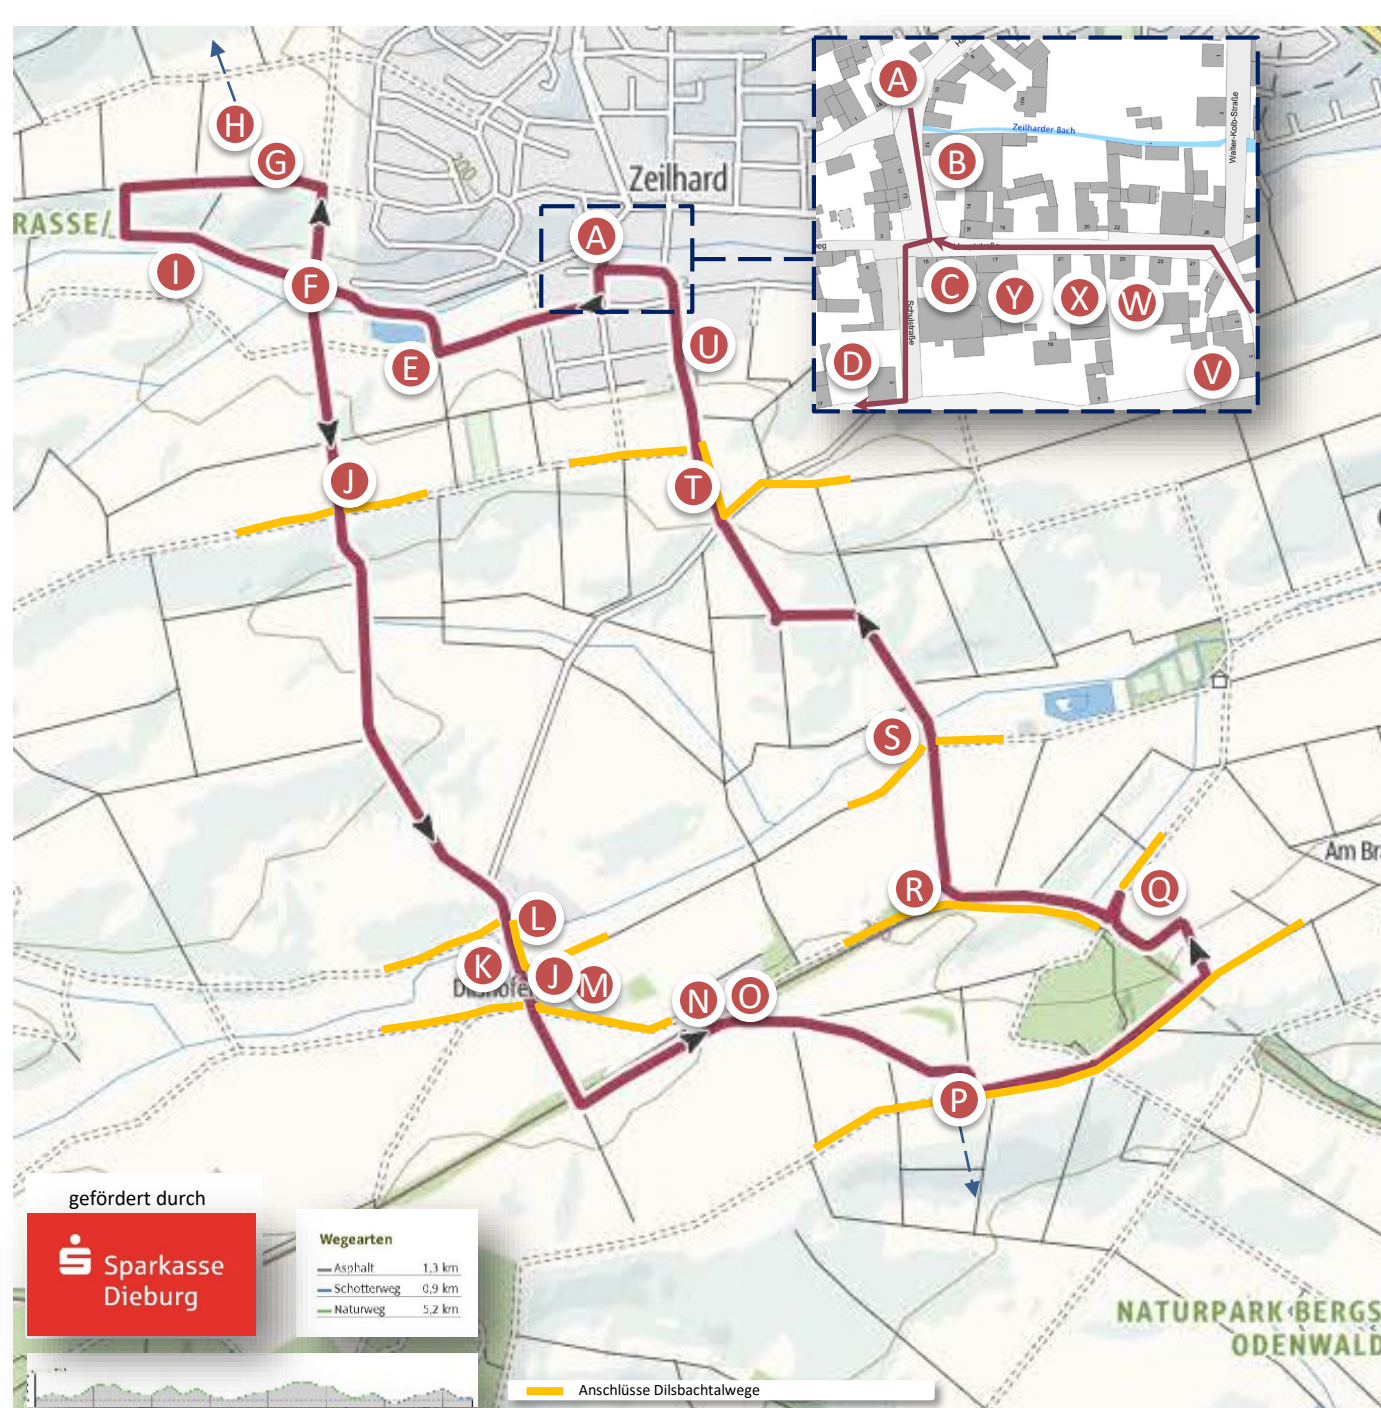 H
G
Zeilhard
200
RASSE/
A
I
F
E
U
A
B
Zeilharder Bach
Walter-Kolb-Straße
C
Y
X
W
Schulstraße
D
V
J
T
S
Am Br
R
Q
L
K
J
M
N
O
P
gefördert durch
Sparkasse
Dieburg
Wegearten
Asphalt 1,3 km
Schotterweg 0,9 km
Naturweg 5,2 km
NATURPARK BERGS
ODENWALD
Anschlüsse Dilsbachtalwege